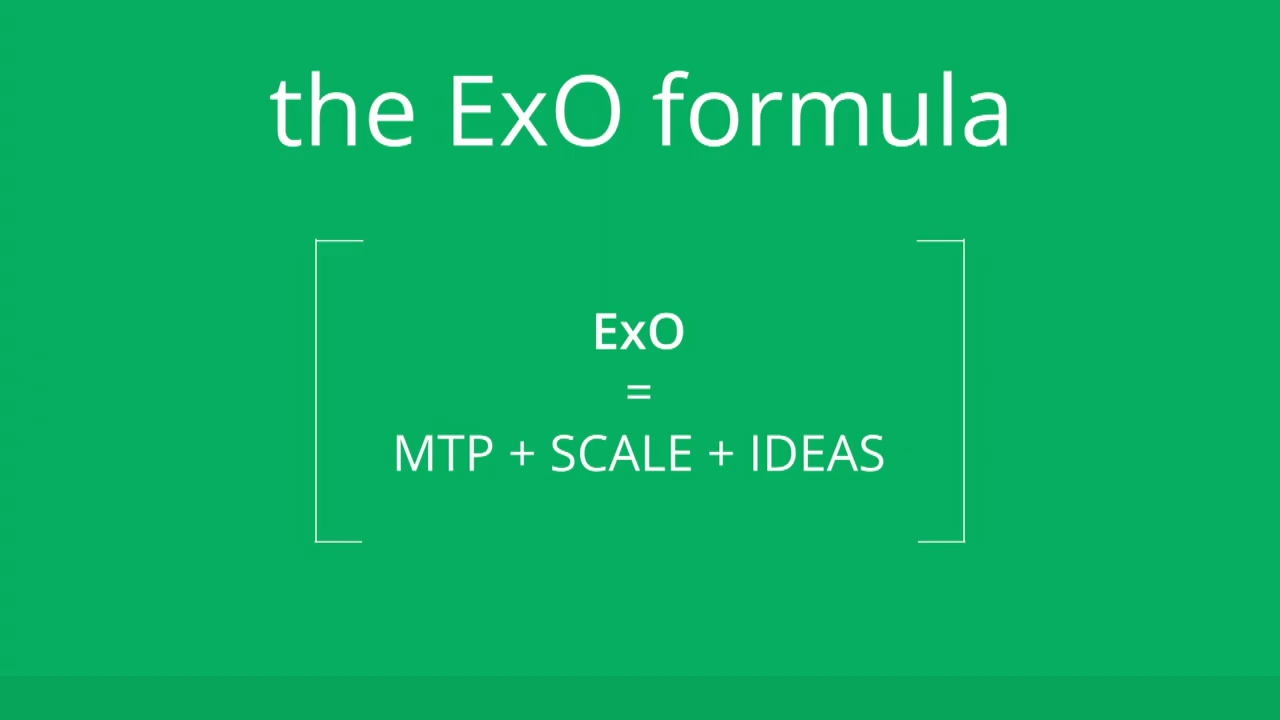 the ExO formula
ExO
=
MTP + SCALE + IDEAS